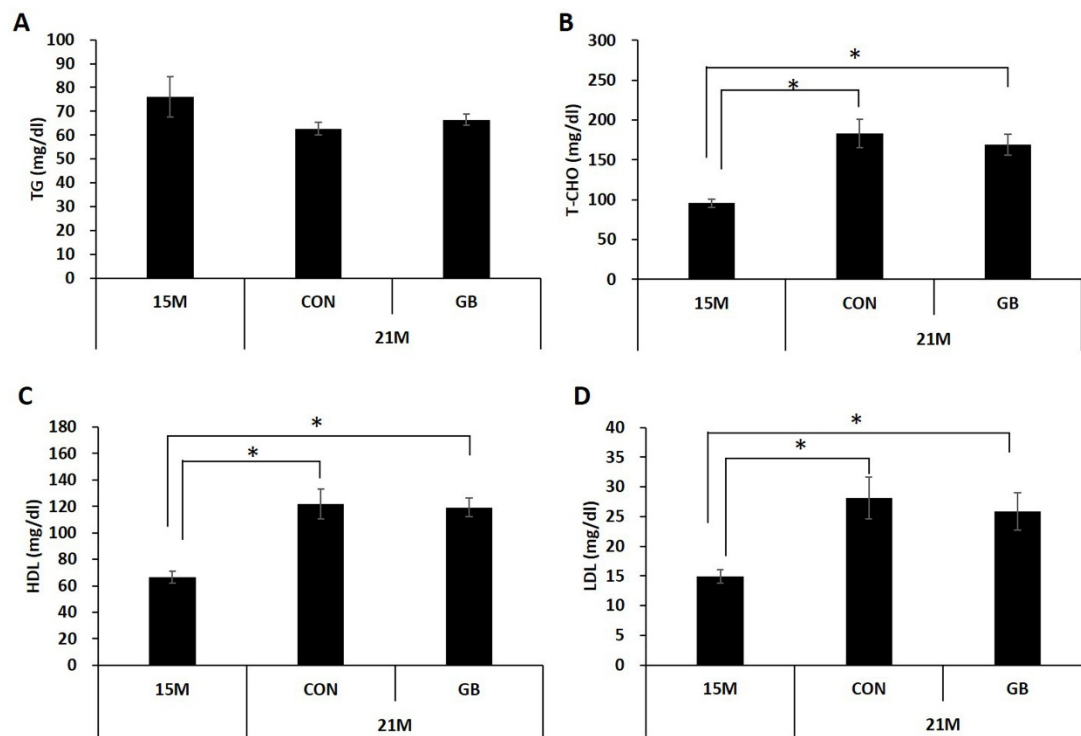 A
TG (mg/dl)
100
90
80
70
60
50
40
30
20
10
0
15M
CON
GB
21M
B
T-CHO (mg/dl)
300
250
200
150
100
50
0
*
*
15M
CON
GB
21M
C
HDL (mg/dl)
180
160
140
120
100
80
60
40
20
0
*
*
15M
CON
GB
21M
D
LDL (mg/dl)
40
35
30
25
20
15
10
5
0
*
*
15M
CON
GB
21M